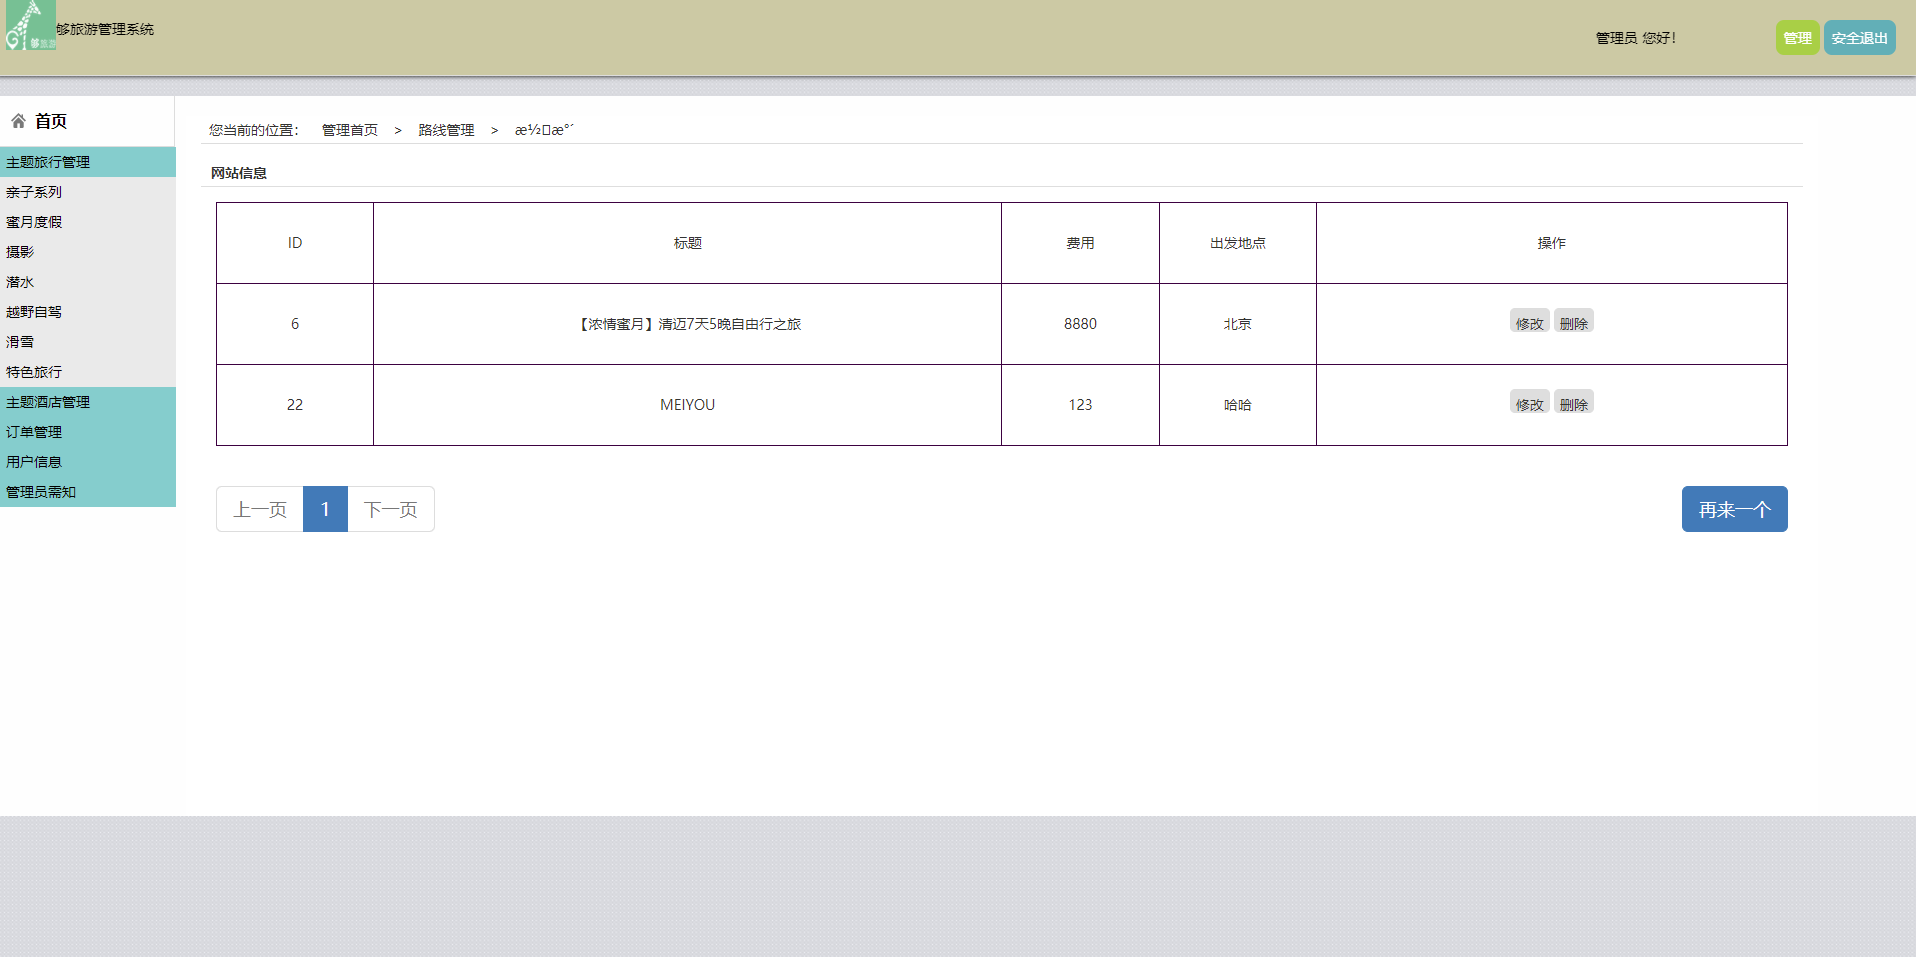 够旅游
够旅游管理系统
管理员 您好！
管理 安全退出
首页
主题旅行管理
亲子系列
蜜月度假
摄影
潜水
越野自驾
滑雪
特色旅行
主题酒店管理
订单管理
用户信息
管理员需知
您当前的位置： 管理首页 > 路线管理 > æ½æ°´
网站信息
ID 标题 费用 出发地点 操作
6 【浓情蜜月】清迈7天5晚自由行之旅 8880 北京 修改 删除
22 MEIYOU 123 哈哈 修改 删除
上一页 1 下一页 再来一个